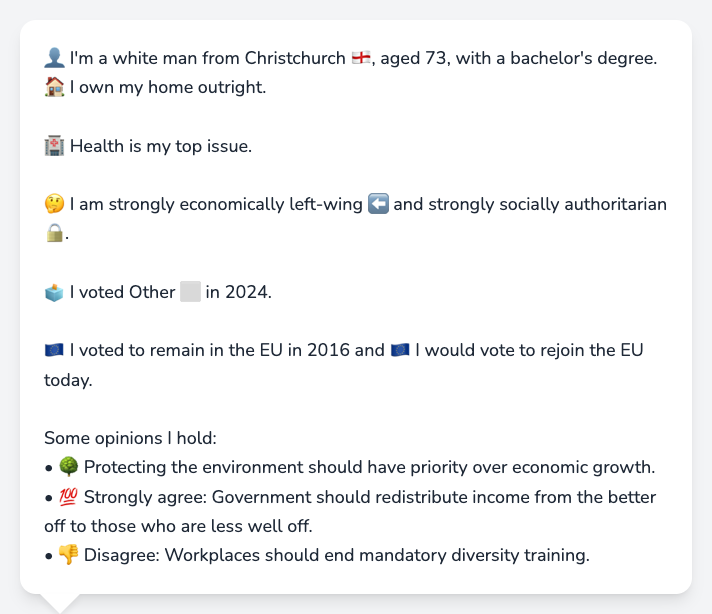 👤 I'm a white man from Christchurch 🏴󠁧󠁢󠁥󠁮󠁧󠁿, aged 73, with a bachelor's degree.
🏠 I own my home outright.
🏥 Health is my top issue.
🤔 I am strongly economically left-wing ⬅️ and strongly socially authoritarian
🔒.
🗳️ I voted Other ⬜ in 2024.
🇪🇺 I voted to remain in the EU in 2016 and 🇪🇺 I would vote to rejoin the EU
today.
Some opinions I hold:
• 🌳 Protecting the environment should have priority over economic growth.
• 💯 Strongly agree: Government should redistribute income from the better
off to those who are less well off.
• 👎 Disagree: Workplaces should end mandatory diversity training.